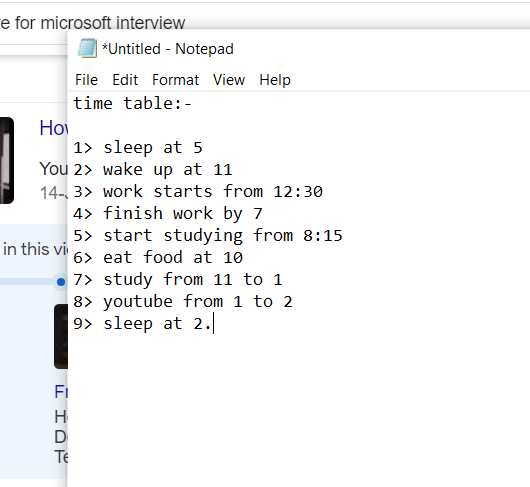 e for microsoft interview
*Untitled - Notepad
File Edit Format View Help
time table:-
1> sleep at 5
2> wake up at 11
3> work starts from 12:30
4> finish work by 7
5> start studying from 8:15
6> eat food at 10
7> study from 11 to 1
8> youtube from 1 to 2
9> sleep at 2.
How
You
14-
in this vi
Fr
H
D
Te